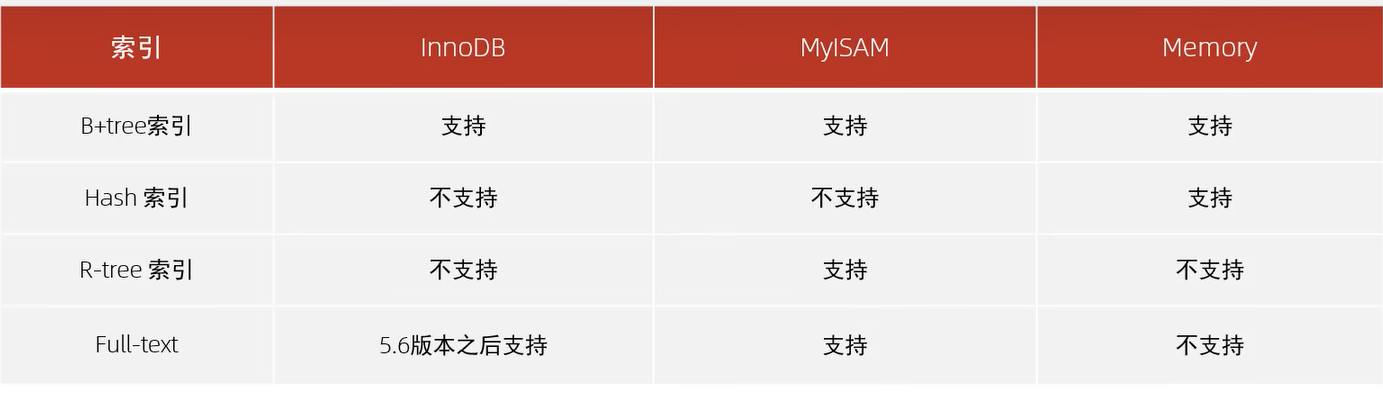 索引 InnoDB MyISAM Memory
B+tree索引 支持 支持 支持
Hash 索引 不支持 不支持 支持
R-tree 索引 不支持 支持 不支持
Full-text 5.6版本之后支持 支持 不支持